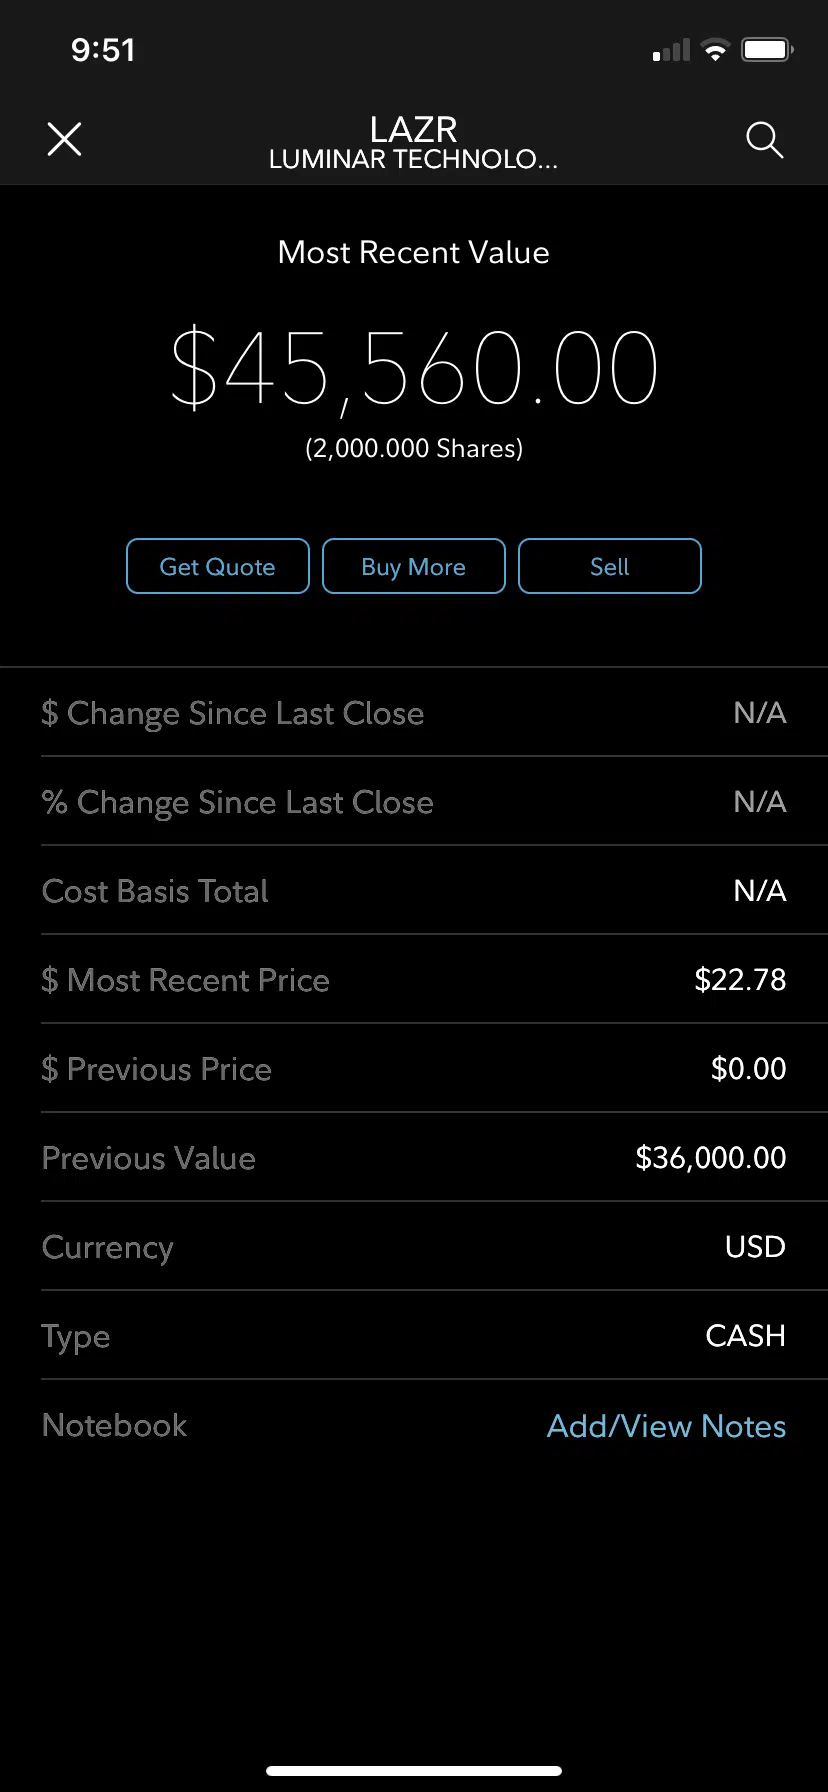 9:51
LAZR
LUMINAR TECHNOLO...
Most Recent Value
$45,560.00
(2,000.000 Shares)
Get Quote Buy More Sell
$ Change Since Last Close N/A
% Change Since Last Close N/A
Cost Basis Total N/A
$ Most Recent Price $22.78
$ Previous Price $0.00
Previous Value $36,000.00
Currency USD
Type CASH
Notebook Add/View Notes